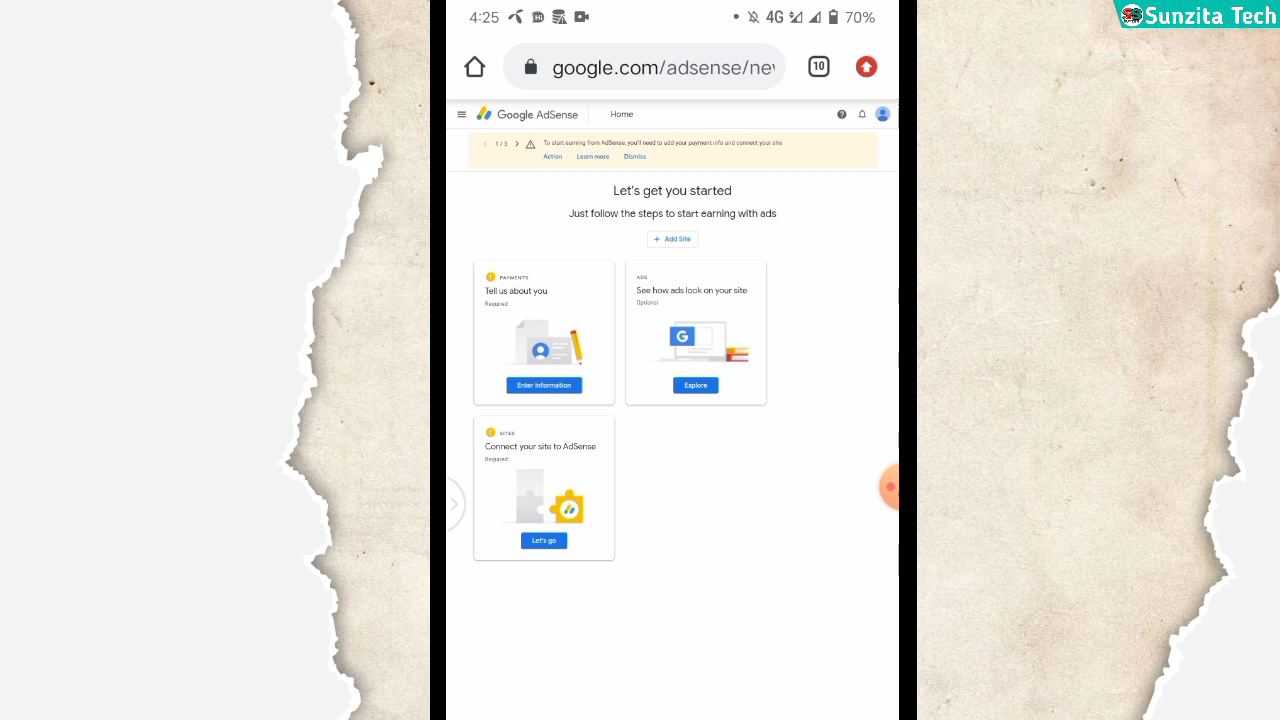 4:25
4G
70%
Sunzita Tech
google.com/adsense/nev
10
Google AdSense
Home
1/3
To start earning from AdSense, you'll need to add your payment info and connect your site
Action
Learn more
Dismiss
Let's get you started
Just follow the steps to start earning with ads
+ Add Site
PAYMENTS
Tell us about you
Required
Enter information
ADS
See how ads look on your site
Optional
G
Explore
SITES
Connect your site to AdSense
Required
Let's go